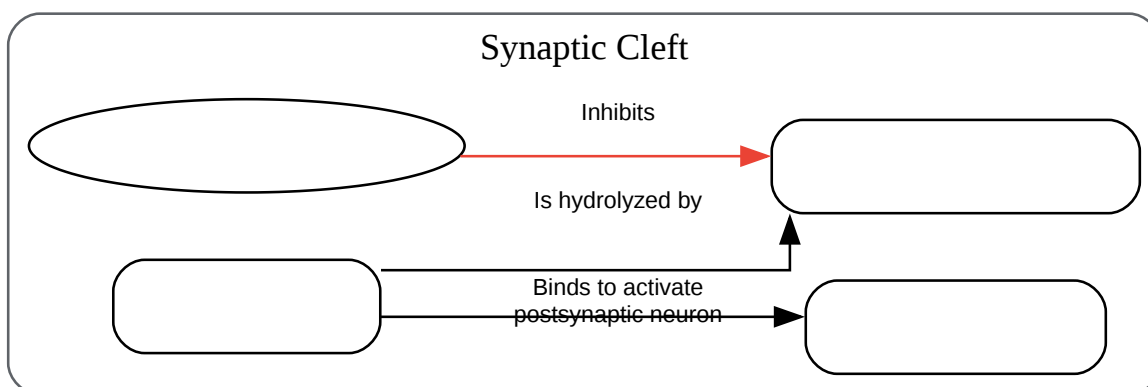 Synaptic Cleft
Inhibits
Is hydrolyzed by
Binds to activate
postsynaptic neuron